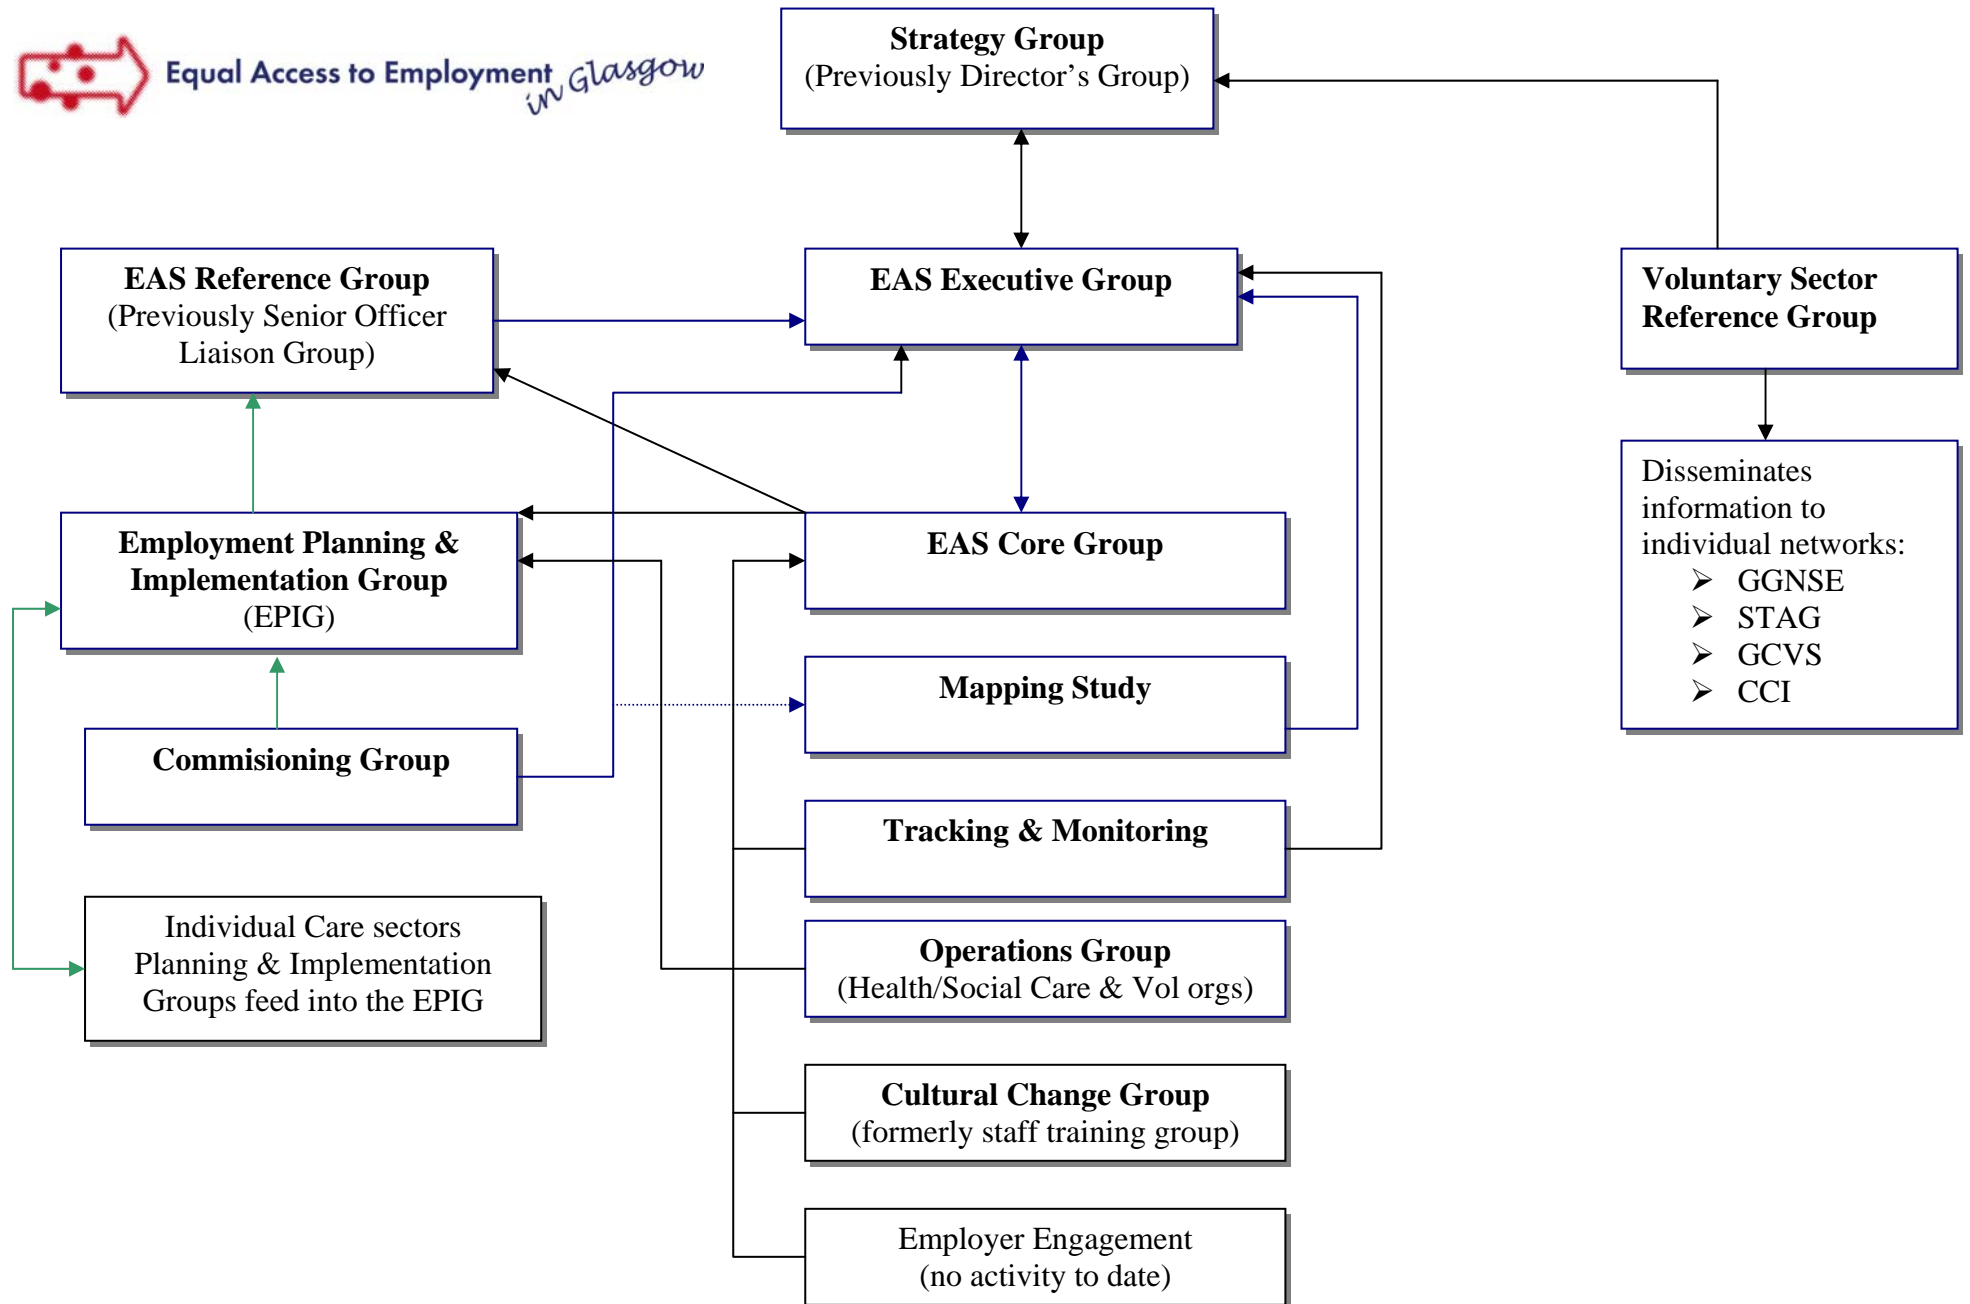 Equal Access to Employment
in Glasgow
Strategy Group
(Previously Director’s Group)
EAS Reference Group
(Previously Senior Officer
Liaison Group)
EAS Executive Group
Voluntary Sector
Reference Group
Disseminates
information to
individual networks:
➢ GGNSE
➢ STAG
➢ GCVS
➢ CCI
Employment Planning &
Implementation Group
(EPIG)
EAS Core Group
Mapping Study
Commisioning Group
Tracking & Monitoring
Individual Care sectors
Planning & Implementation
Groups feed into the EPIG
Operations Group
(Health/Social Care & Vol orgs)
Cultural Change Group
(formerly staff training group)
Employer Engagement
(no activity to date)